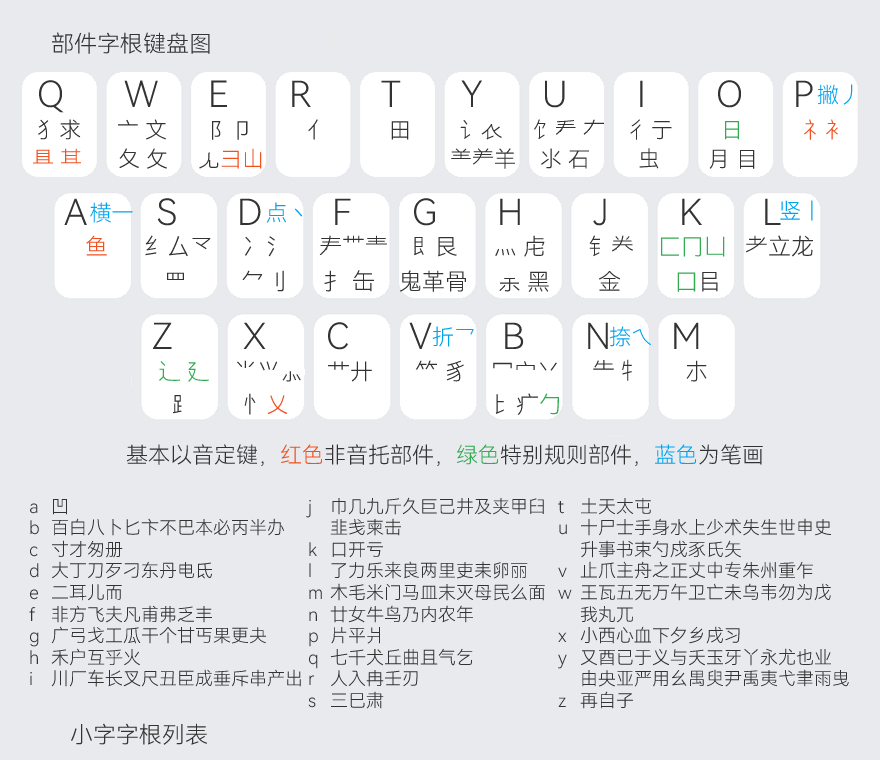 部件字根键盘图
Q W E R T Y U I O P 撇丿
犭求 亠文 阝卩 亻 田 讠𧘇 饣龵𠂇 彳亍 日 礻衤
且 攵夂 彐山 羊 氺石 虫 月目
A 横一 S D 点丶 F G H J K L 竖丨
鱼 纟厶龴 冫氵 龶艹 艮 灬虍 钅 匚冂凵 耂立龙
罒 𠂊刂 扌缶 鬼革骨 黑 金 口
Z X C V 折乛 B N 捺乀 M
辶廴 艹廾 𥫗豸 冖宀丷 牜 朩
忄乂 疒勹
基本以音定键，红色非音托部件，绿色特别规则部件，蓝色为笔画
a 凹
b 百白八卜匕卞不巴本必丙半办
c 寸才匆册
d 大丁刀歹刁东丹电氐
e 二耳儿而
f 非方飞夫凡甫弗乏丰
g 广弓戈工瓜干个甘丐果更夬
h 禾户互乎火
i 川厂车长叉尺丑臣成垂斥串产出
j 巾几九斤久巨己井及夹甲臼
韭戋柬击
k 口开亏
l 了力乐来良两里吏耒卵丽
m 木毛米门马皿末灭母民么面
n 廿女牛鸟乃内农年
p 片平爿
q 七千犬丘曲且气乞
r 人入冉壬刃
s 三巳肃
t 土天太屯
u 十尸士手身水上少术失生世申史
升事书束勺戍豕氏矢
v 止爪主舟之正丈中专朱州重乍
w 王瓦五无万午卫亡未乌韦勿为戊
我丸兀
x 小西心血下夕乡戌习
y 又酉已于义与夭玉牙丫永尤也业
由央亚严用幺禺臾尹禹夷弋聿雨曳
z 再自子
小字字根列表